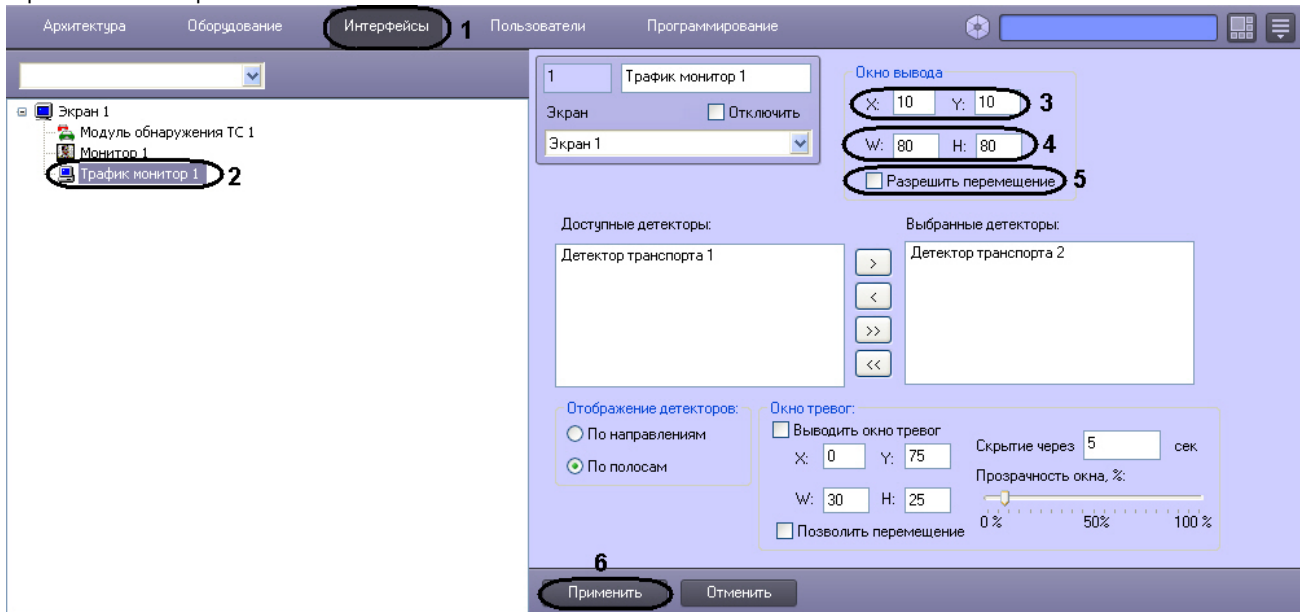 Архитектура Оборудование Интерфейсы 1 Пользователи Программирование
1 Трафик монитор 1
Экран Отключить
Экран 1
Окно вывода
X: 10 Y: 10 3
W: 80 H: 80 4
Разрешить перемещение 5
Экран 1
Модуль обнаружения ТС 1
Монитор 1
Трафик монитор 1 2
Доступные детекторы: Выбранные детекторы:
Детектор транспорта 1 > Детектор транспорта 2
<
>>
<<
Отображение детекторов:
По направлениям
По полосам
Окно тревог:
Выводить окно тревог
X: 0 Y: 75
W: 30 H: 25
Позволить перемещение
Скрытие через 5 сек
Прозрачность окна, %:
0 % 50% 100 %
6
Применить Отменить